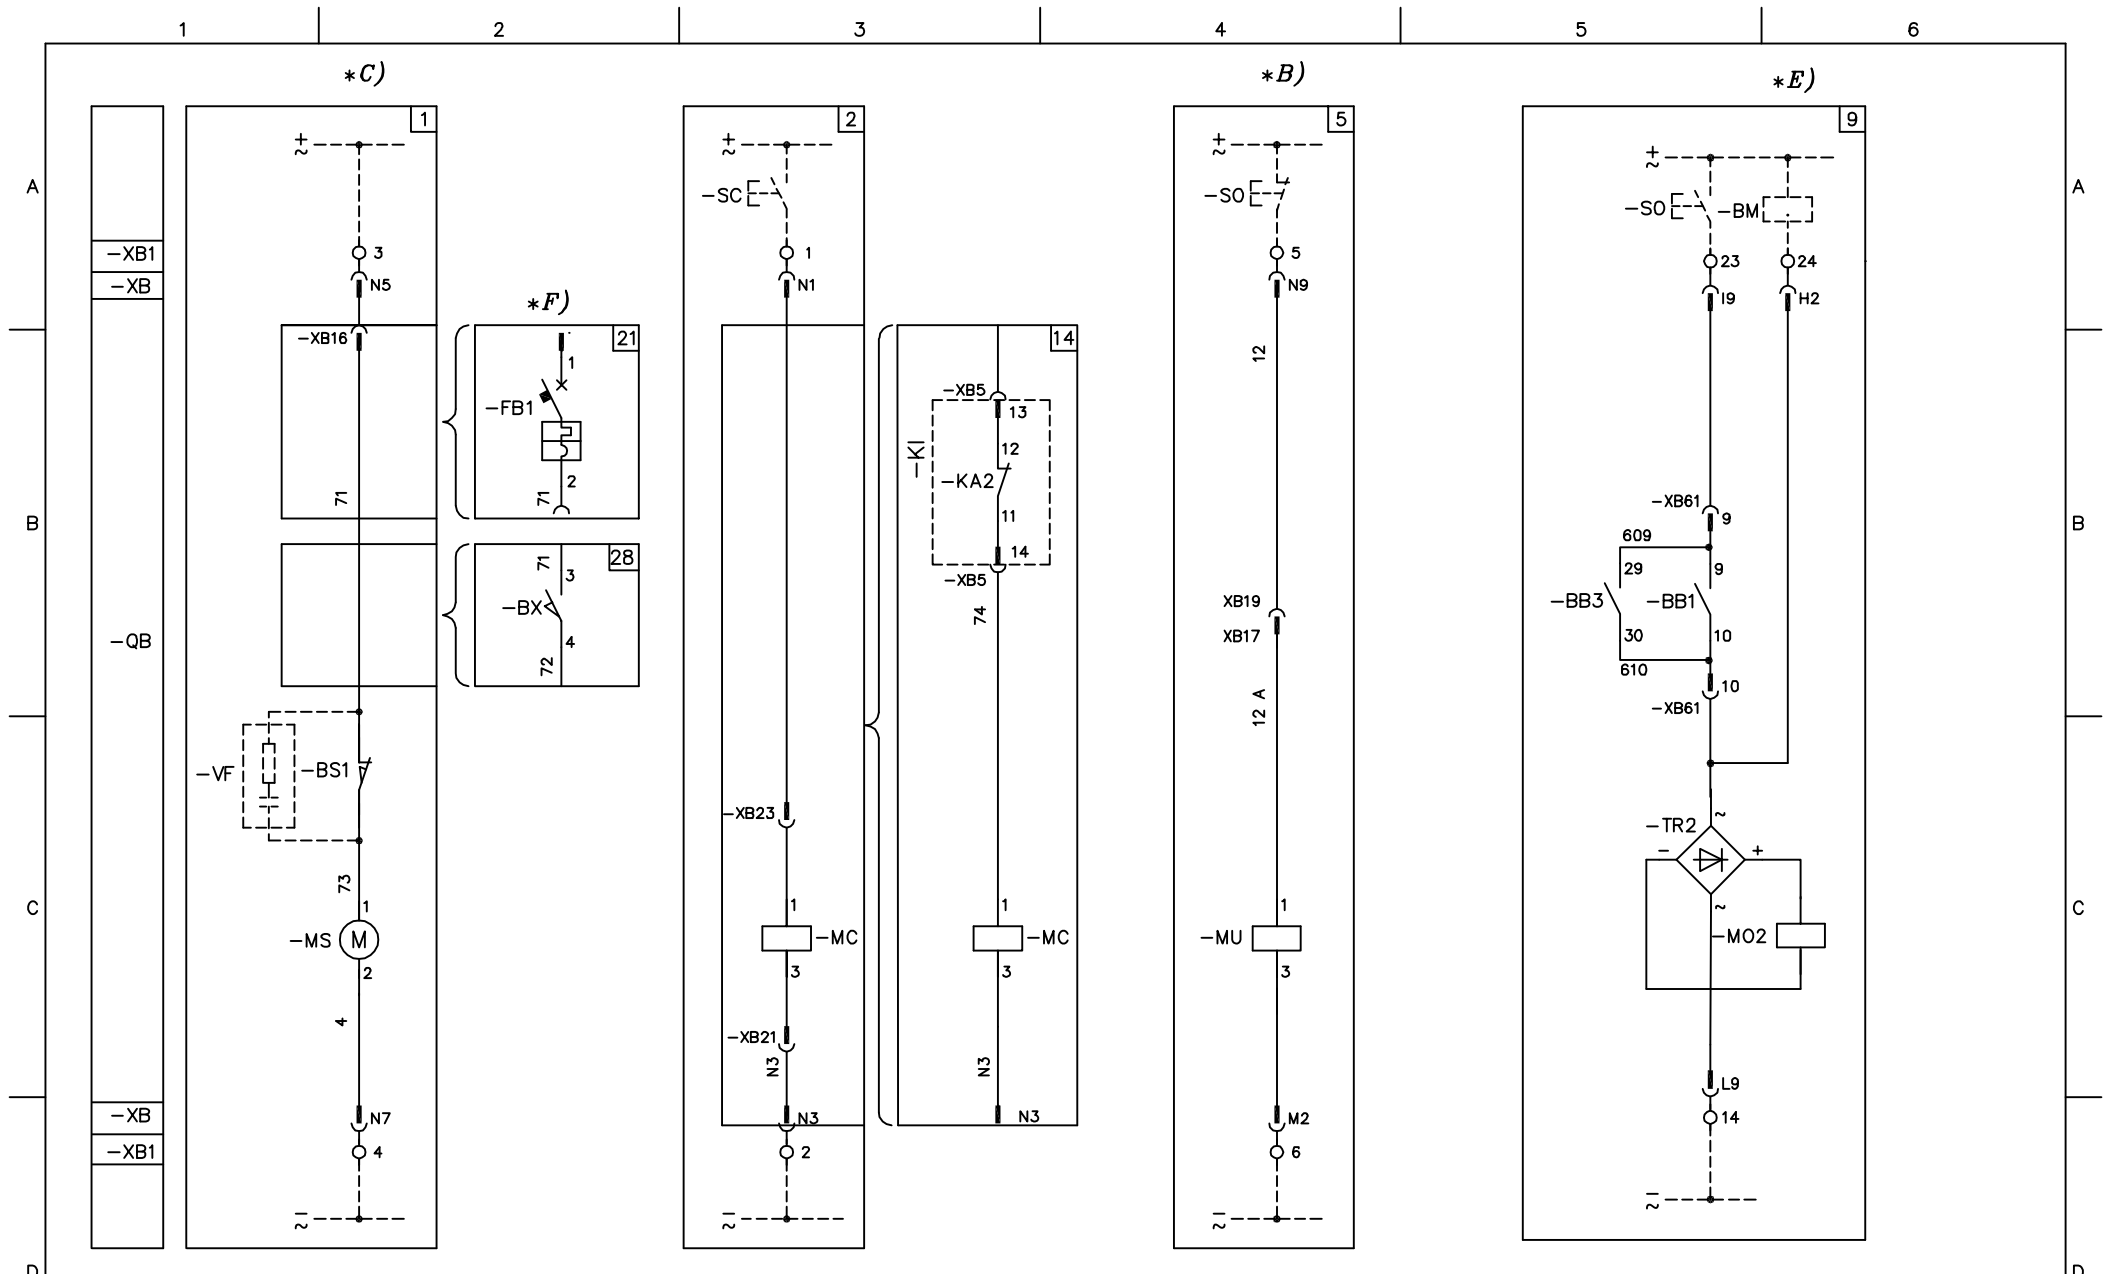 1 2 3 4 5 6
*C) *B) *E)
1 2 5 9
+ + + +
~ ~ ~ ~
A -SC -SO -SO -BM A
-XB1 3 1 5 23 24
-XB N5 N1 N9 I9 H2
*F)
-XB16 21 14
1 12
-XB5
-FB1 13
-KI 12
2 -KA2
71 71 -XB61
11 9
B B
14 609
28 -XB5
71 3 29 9
-BX 74 XB19 -BB3 -BB1
-QB 4 XB17 30 10
72 610
10
12 A -XB61
-VF -BS1
-XB23 ~
-TR2
- +
73
1 1 1 1 ~
C C
-MS M -MC -MC -MU -MO2
2 3 3 3
4
-XB21
N3 N3
L9
-XB N7 N3 N3 M2 14
-XB1 4 2 6
- - - -
~ ~ ~ ~
D D